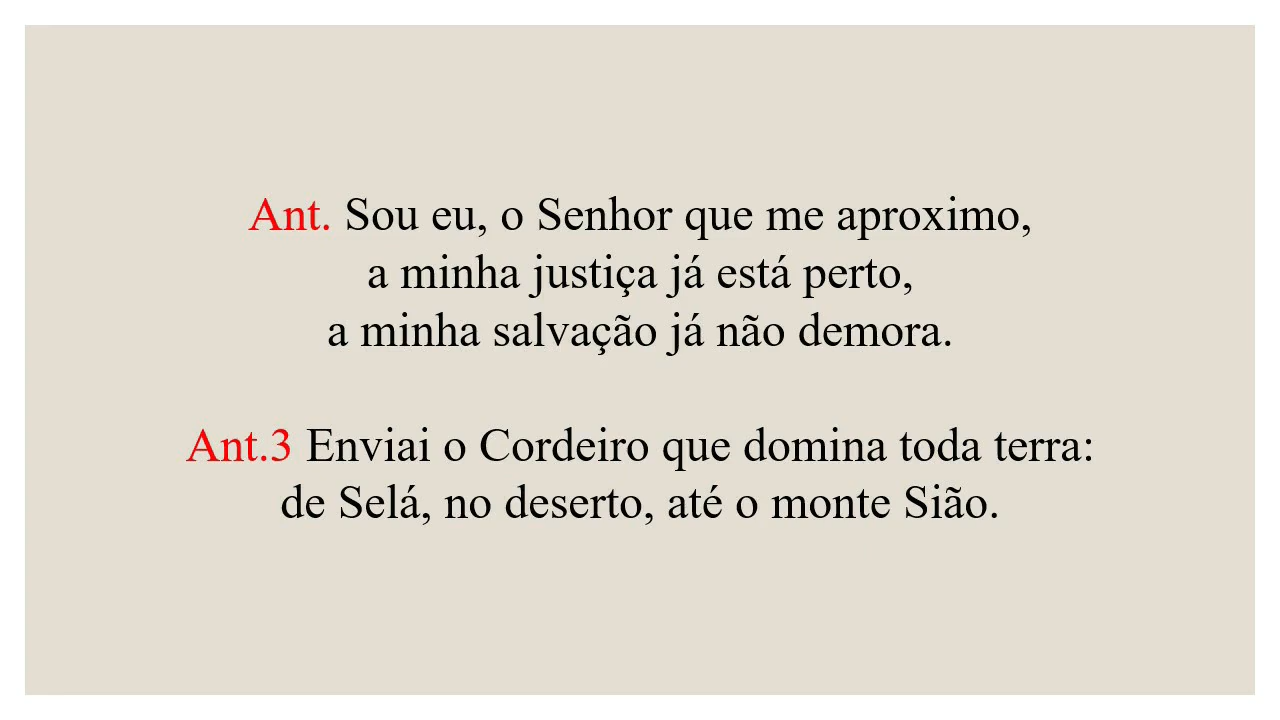 Ant. Sou eu, o Senhor que me aproximo,
a minha justiça já está perto,
a minha salvação já não demora.
Ant.3 Enviai o Cordeiro que domina toda terra:
de Selá, no deserto, até o monte Sião.